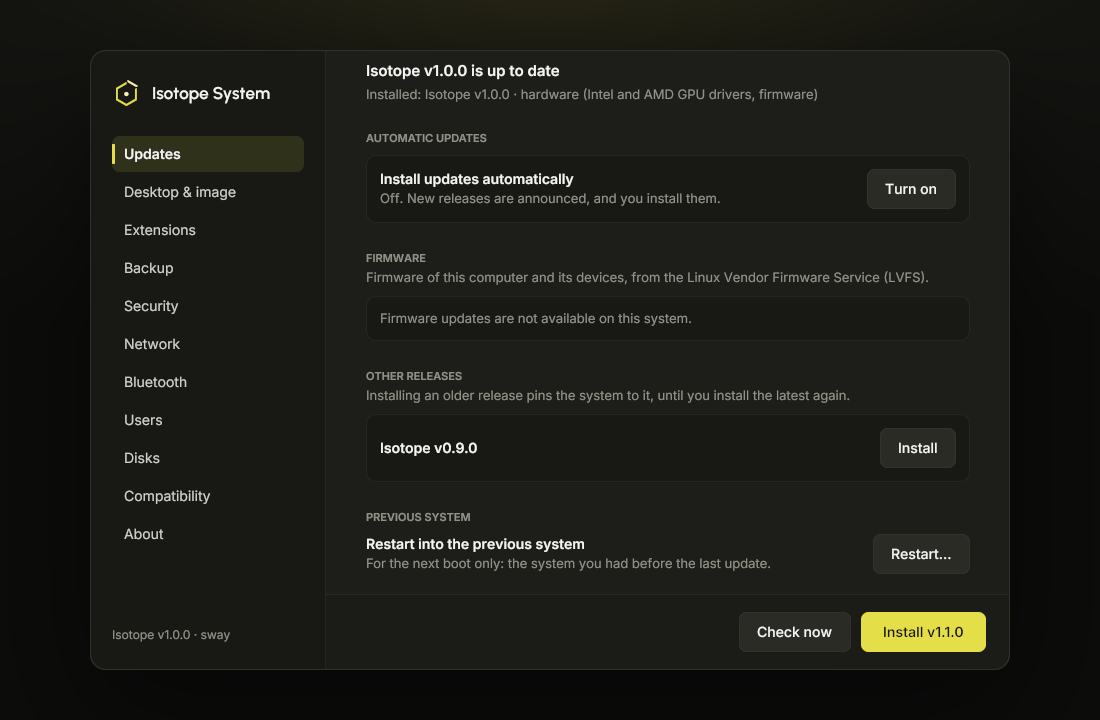 Isotope System
Updates
Desktop & image
Extensions
Backup
Security
Network
Bluetooth
Users
Disks
Compatibility
About
Isotope v1.0.0 · sway
Isotope v1.0.0 is up to date
Installed: Isotope v1.0.0 · hardware (Intel and AMD GPU drivers, firmware)
AUTOMATIC UPDATES
Install updates automatically
Off. New releases are announced, and you install them.
Turn on
FIRMWARE
Firmware of this computer and its devices, from the Linux Vendor Firmware Service (LVFS).
Firmware updates are not available on this system.
OTHER RELEASES
Installing an older release pins the system to it, until you install the latest again.
Isotope v0.9.0
Install
PREVIOUS SYSTEM
Restart into the previous system
For the next boot only: the system you had before the last update.
Restart...
Check now
Install v1.1.0